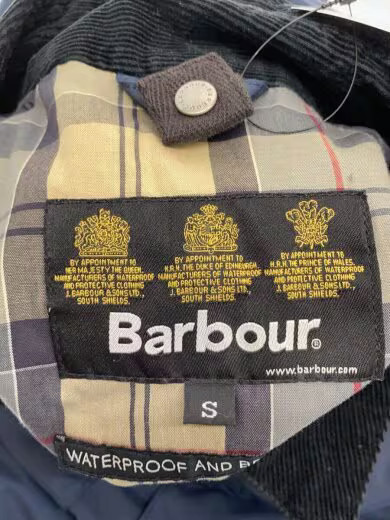 BY APPOINTMENT TO
HER MAJESTY THE QUEEN,
MANUFACTURERS OF WATERPROOF
AND PROTECTIVE CLOTHING
J. BARBOUR & SONS LTD.,
SOUTH SHIELDS.
BY APPOINTMENT TO
H.R.H. THE DUKE OF EDINBURGH
MANUFACTURERS OF WATERPROOF
AND PROTECTIVE CLOTHING
J. BARBOUR & SONS LTD.,
SOUTH SHIELDS.
BY APPOINTMENT TO
H.R.H. THE PRINCE OF WALES,
MANUFACTURERS OF WATERPROOF
AND PROTECTIVE CLOTHING
J. BARBOUR & SONS LTD.,
SOUTH SHIELDS.
Barbour®
www.barbour.com
S
WATERPROOF AND